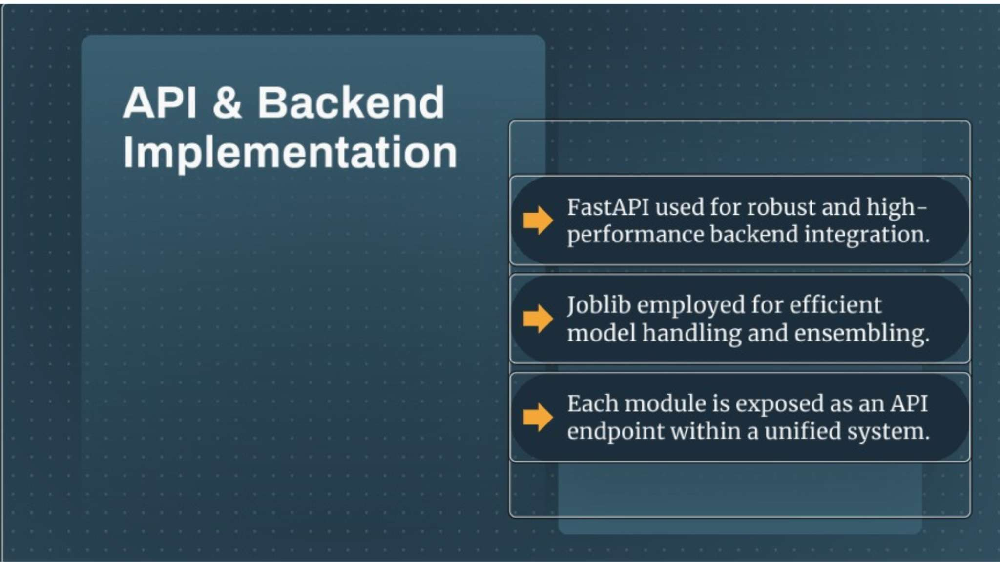 API & Backend
Implementation
FastAPI used for robust and high-
performance backend integration.
Joblib employed for efficient
model handling and ensembling.
Each module is exposed as an API
endpoint within a unified system.